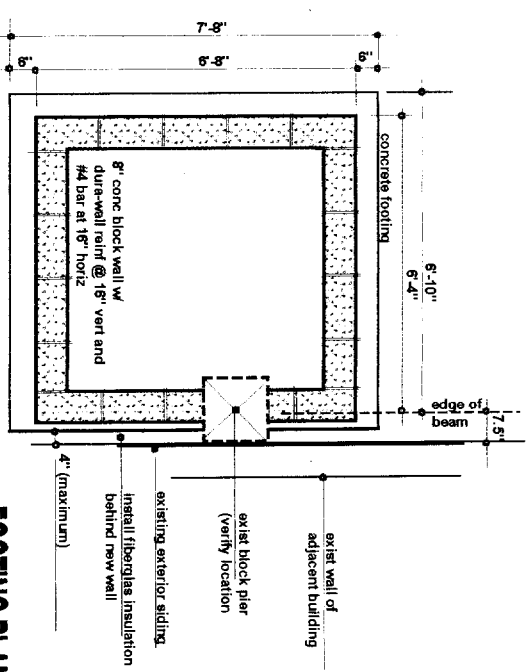 7'-8"
6"
6'-8"
6"
concrete footing
6'-10"
6'-4"
8" conc block wall w/
dura-wall reinf @ 16" vert and
#4 bar at 16" horiz
edge of
beam
7.5"
4" (maximum)
install fiberglas insulation
behind new wall
existing exterior siding
exist block pier
(verify location)
exist wall of
adjacent building